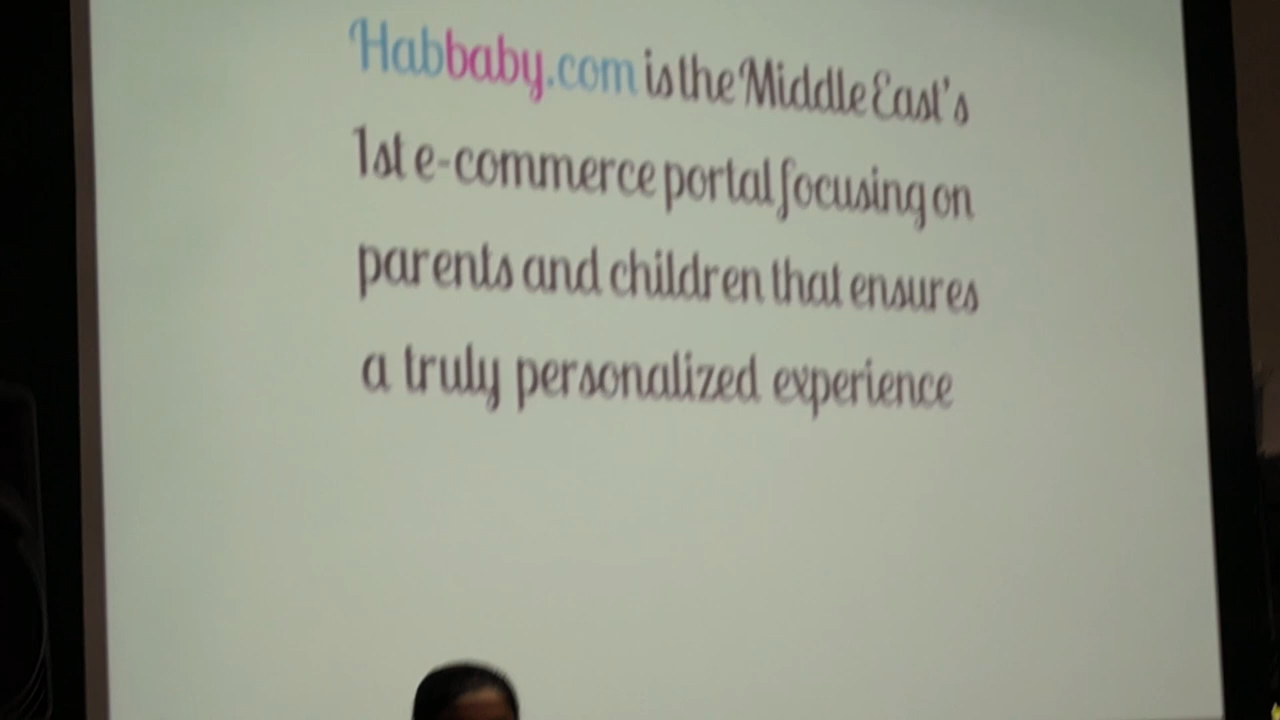 Habbaby.com is the Middle East's
1st e-commerce portal focusing on
parents and children that ensures
a truly personalized experience